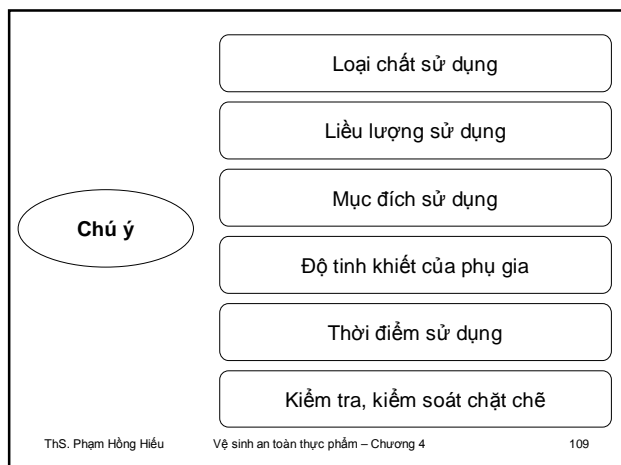 Loại chất sử dụng
Liều lượng sử dụng
Mục đích sử dụng
Chú ý
Độ tinh khiết của phụ gia
Thời điểm sử dụng
Kiểm tra, kiểm soát chặt chẽ
ThS. Phạm Hồng Hiếu Vệ sinh an toàn thực phẩm – Chương 4 109